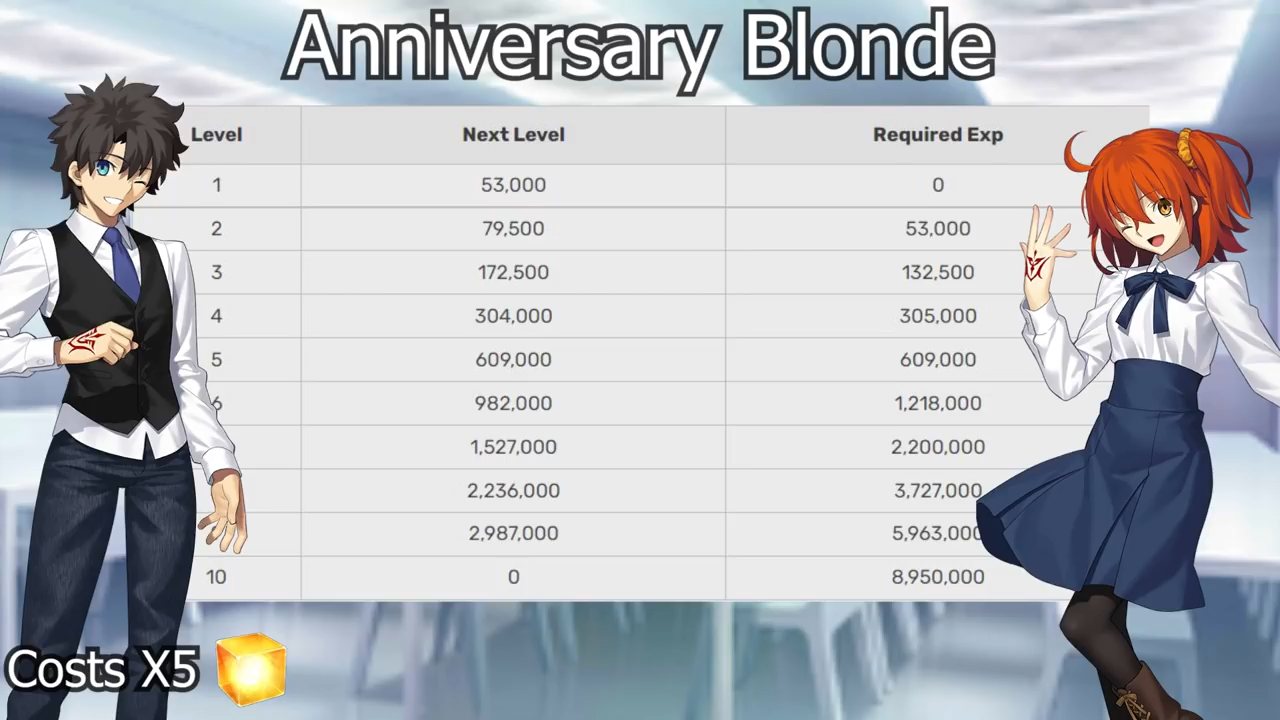 Anniversary Blonde
Level Next Level Required Exp
1 53,000 0
2 79,500 53,000
3 172,500 132,500
4 304,000 305,000
5 609,000 609,000
6 982,000 1,218,000
1,527,000 2,200,000
2,236,000 3,727,000
2,987,000 5,963,000
10 0 8,950,000
Costs X5